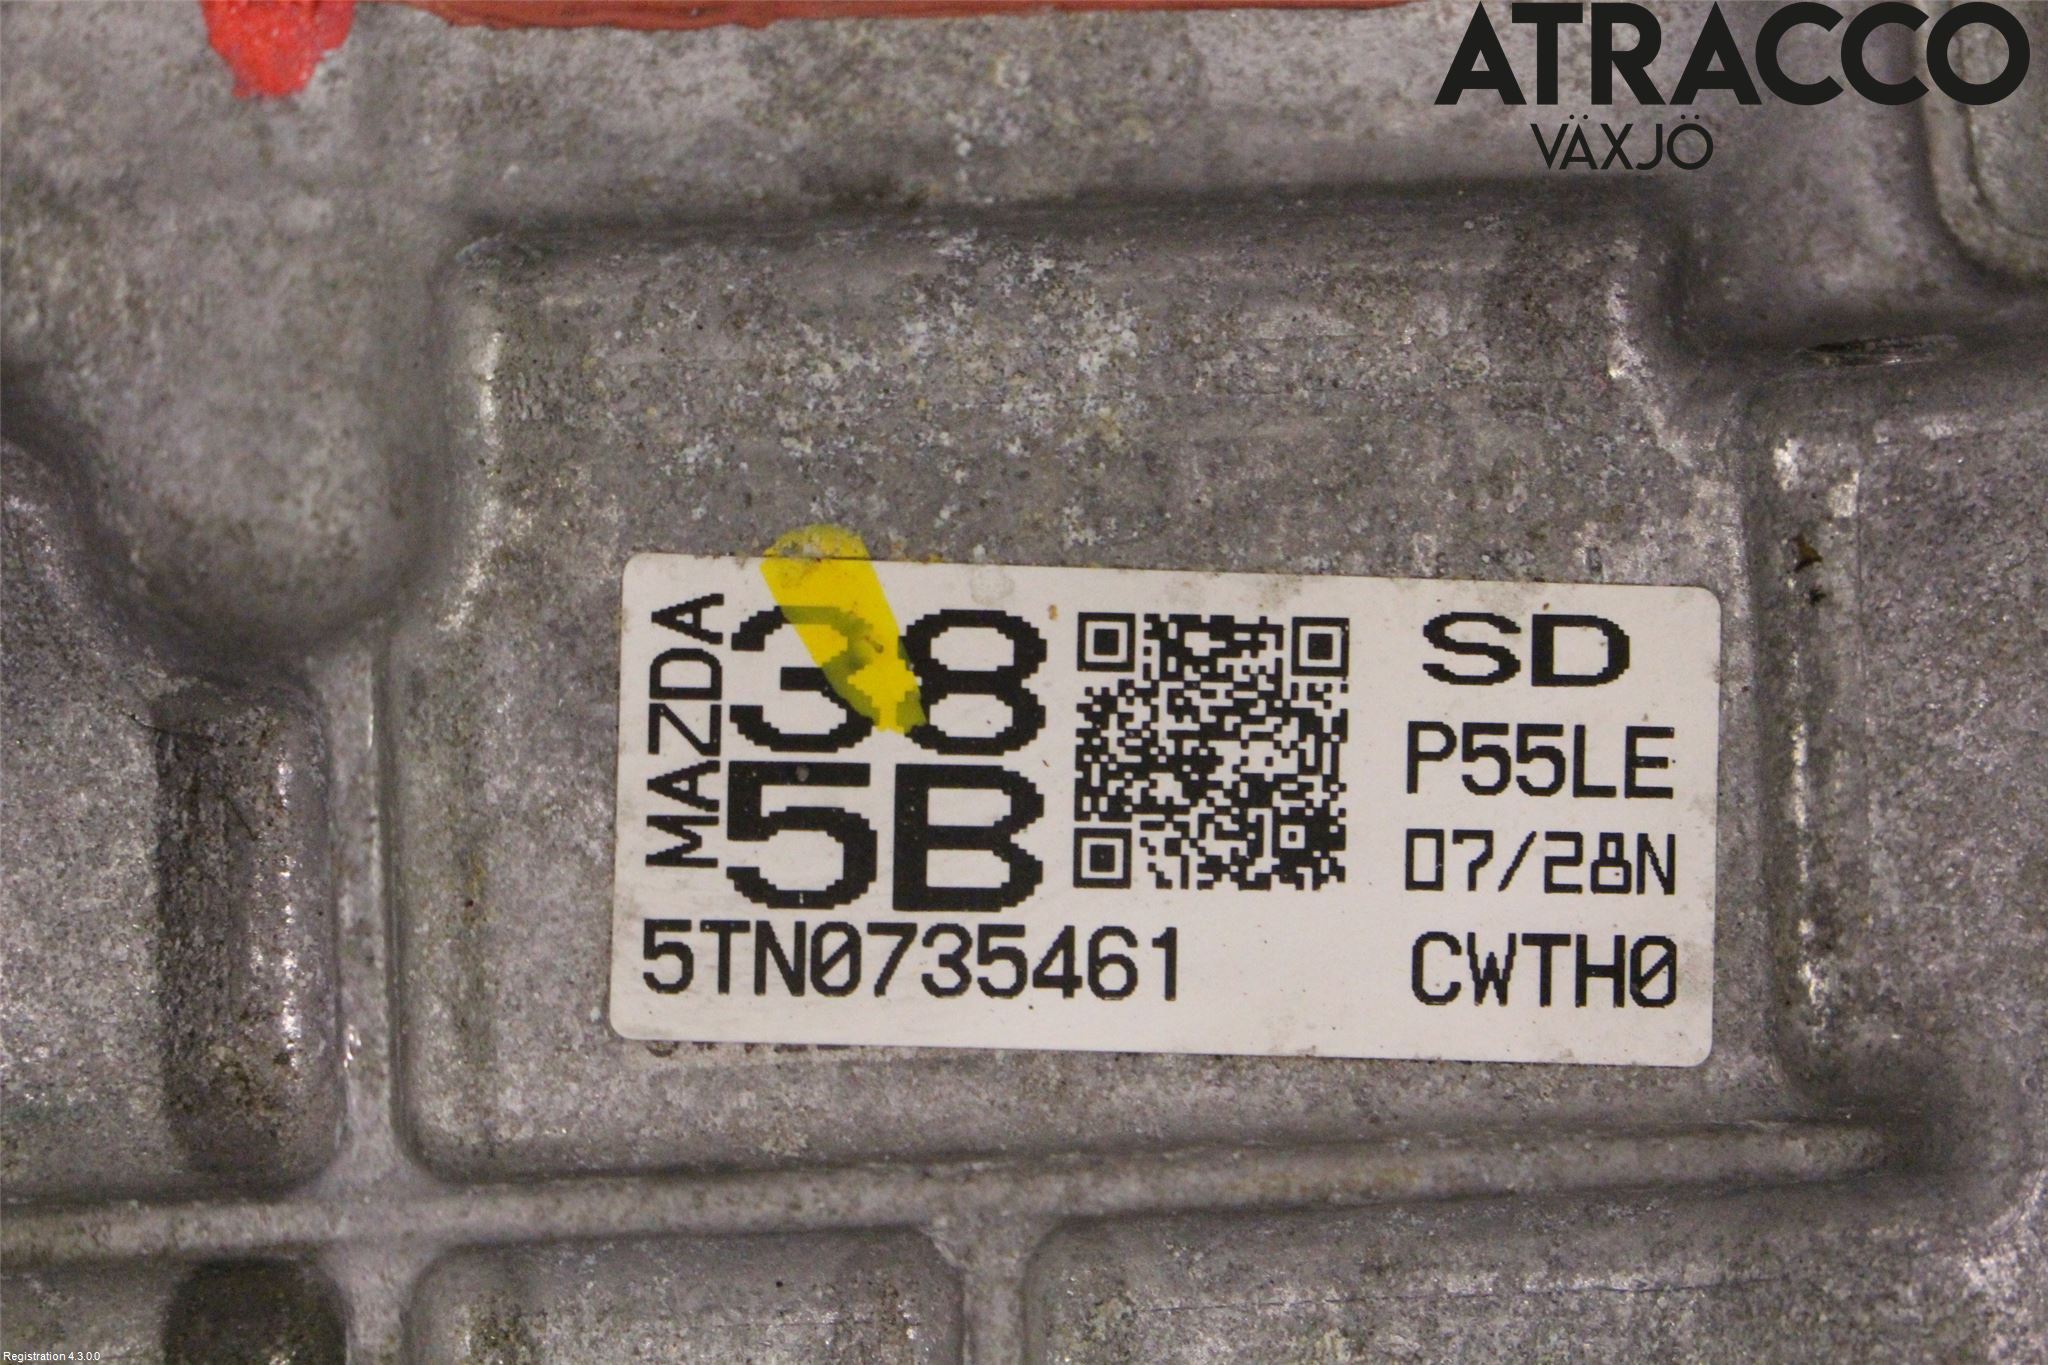 ATRACCO
VÄXJÖ
MAZDA
38
5B
SD
P55LE
07/28N
5TN0735461
CWTH0
Registration 4.3.0.0